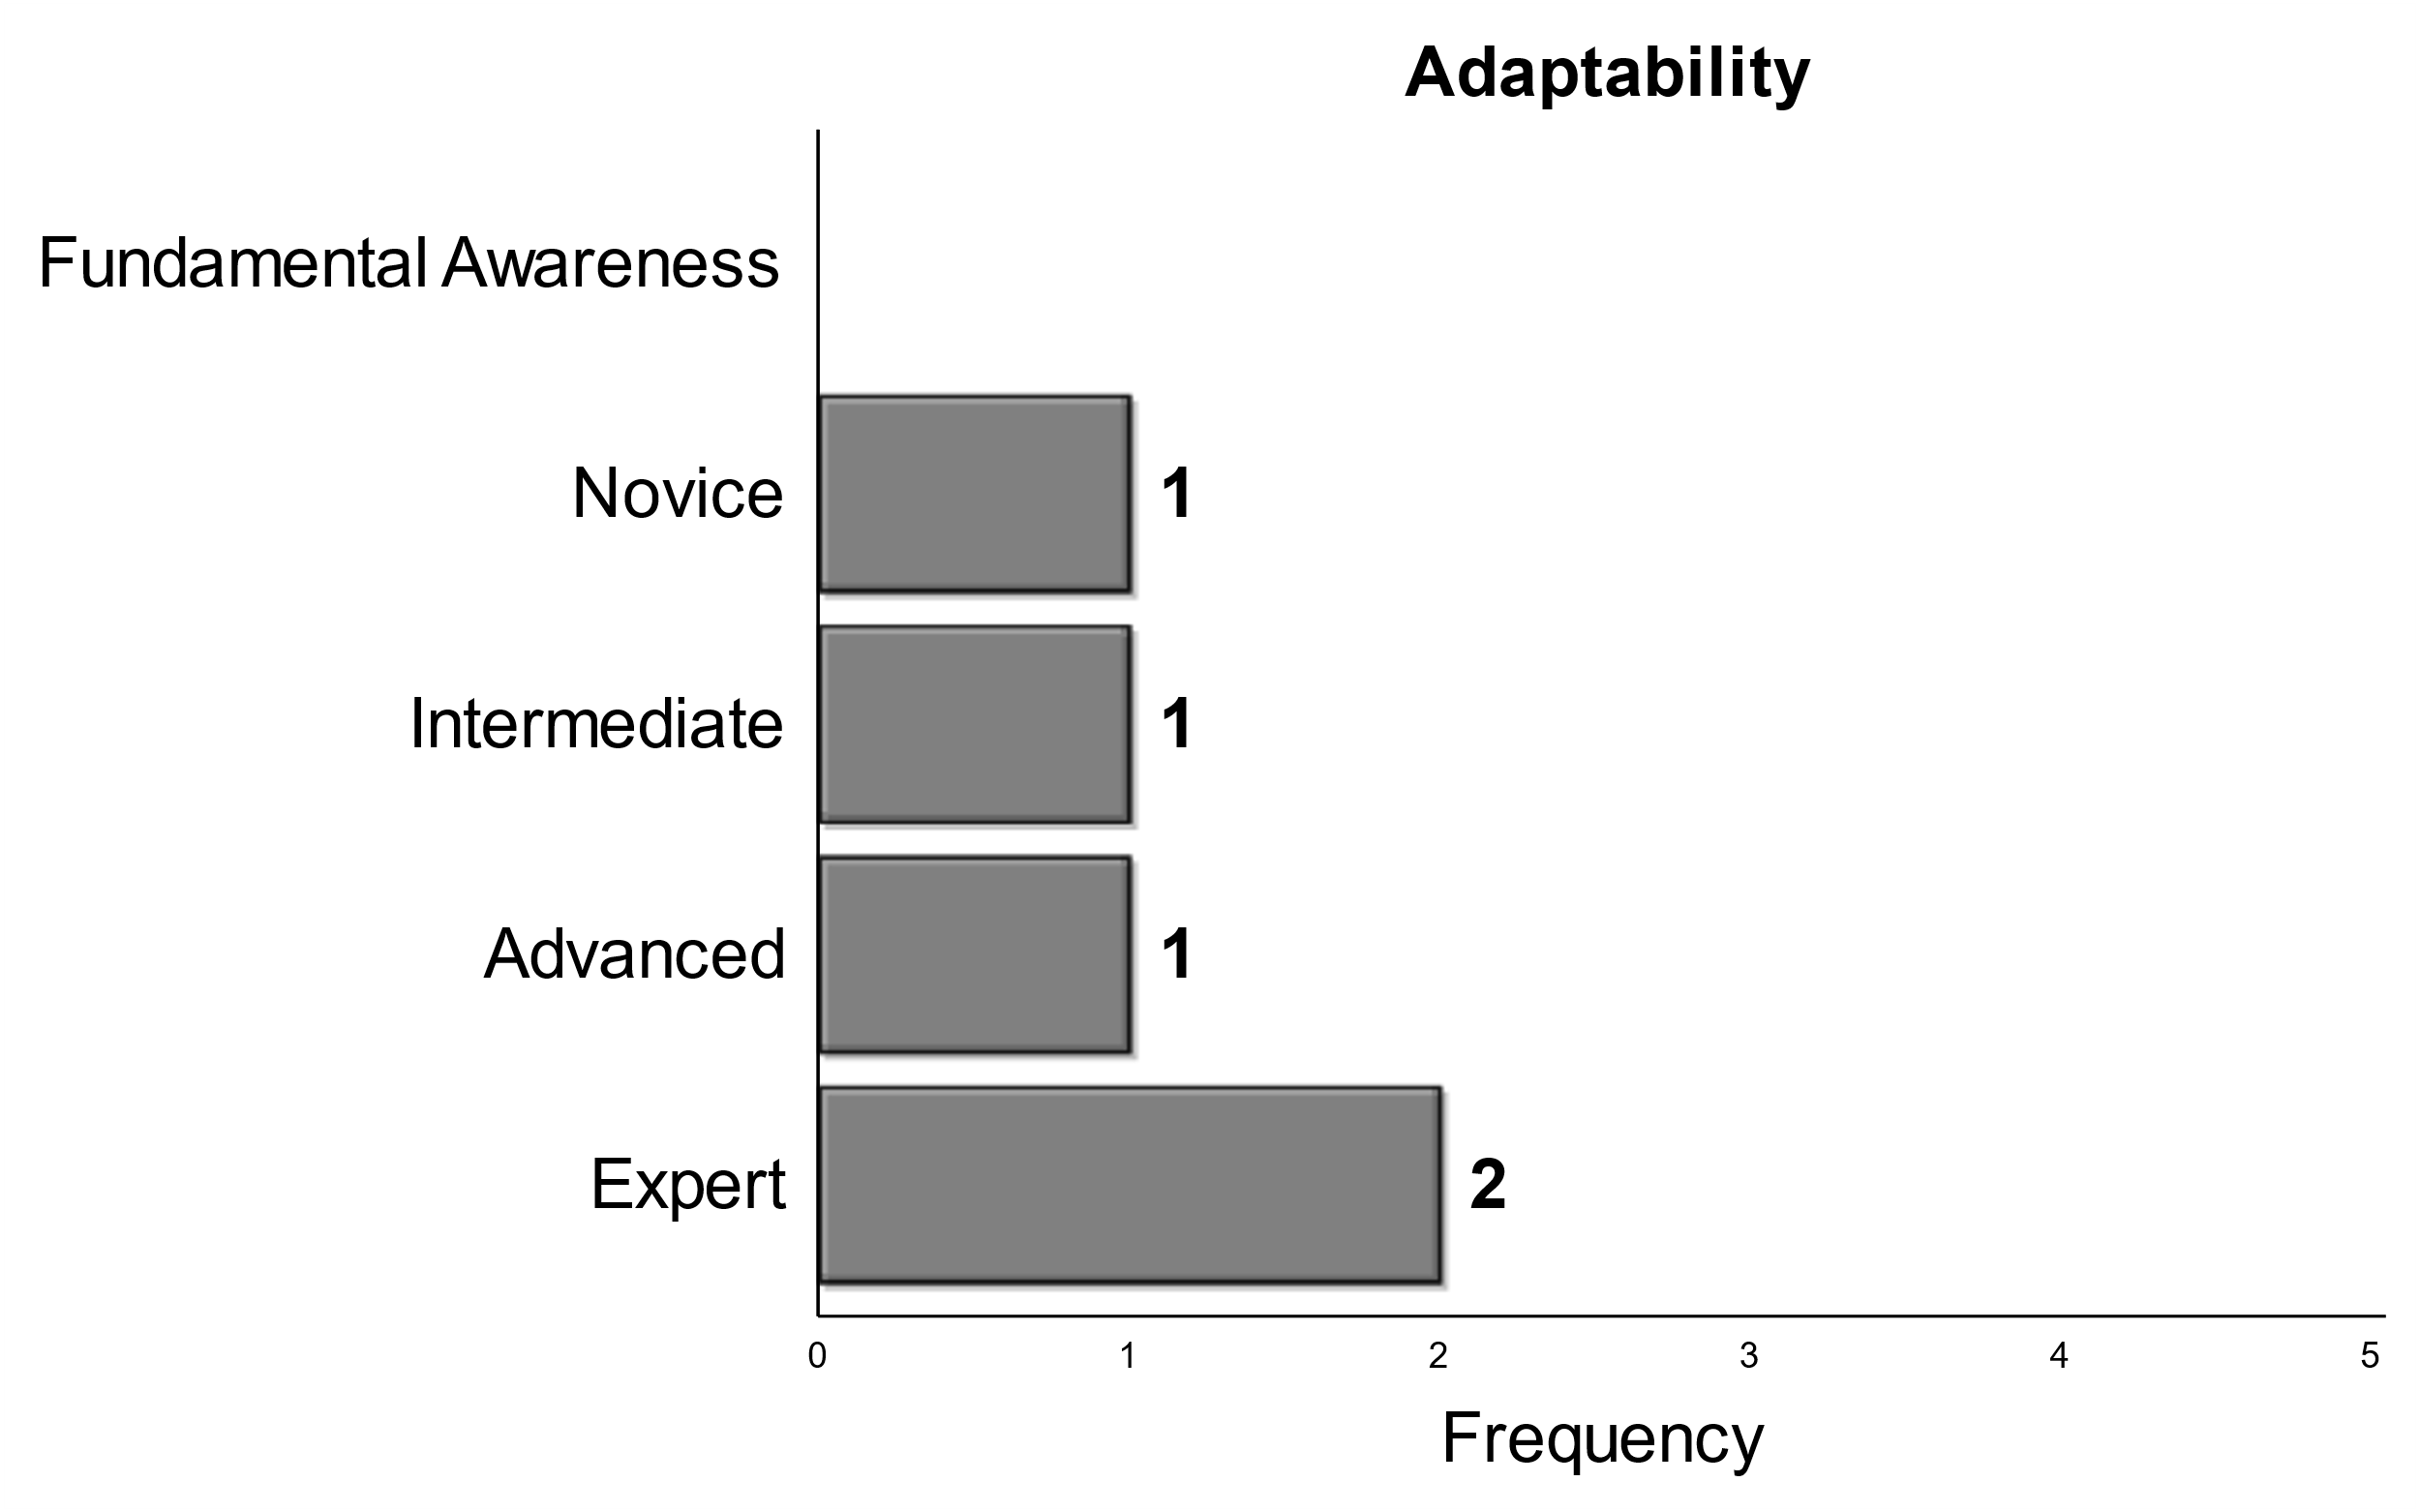 Adaptability
Fundamental Awareness
Novice 1
Intermediate 1
Advanced 1
Expert 2
0 1 2 3 4 5
Frequency